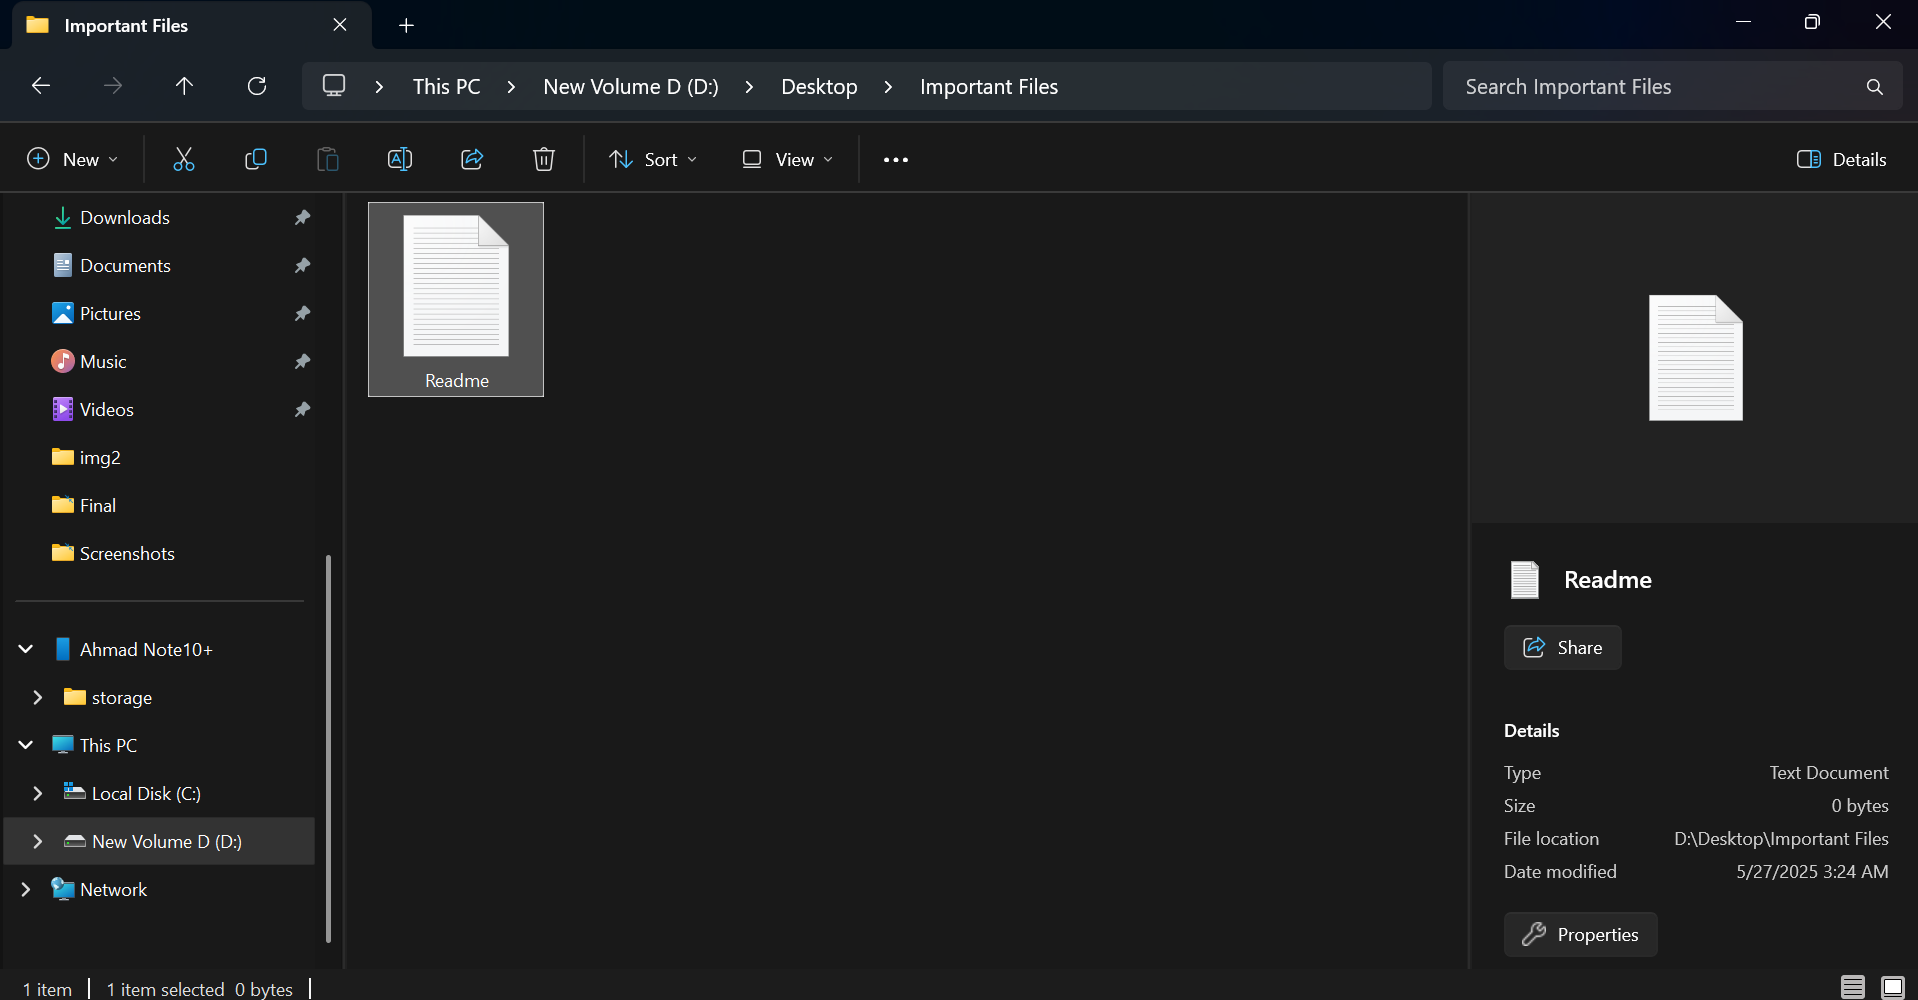 Important Files
This PC > New Volume D (D:) > Desktop > Important Files
Search Important Files
New
Sort
View
Details
Downloads
Documents
Pictures
Music
Videos
img2
Final
Screenshots
Ahmad Note10+
storage
This PC
Local Disk (C:)
New Volume D (D:)
Network
Readme
Readme
Share
Details
Type Text Document
Size 0 bytes
File location D:\Desktop\Important Files
Date modified 5/27/2025 3:24 AM
Properties
1 item | 1 item selected 0 bytes |